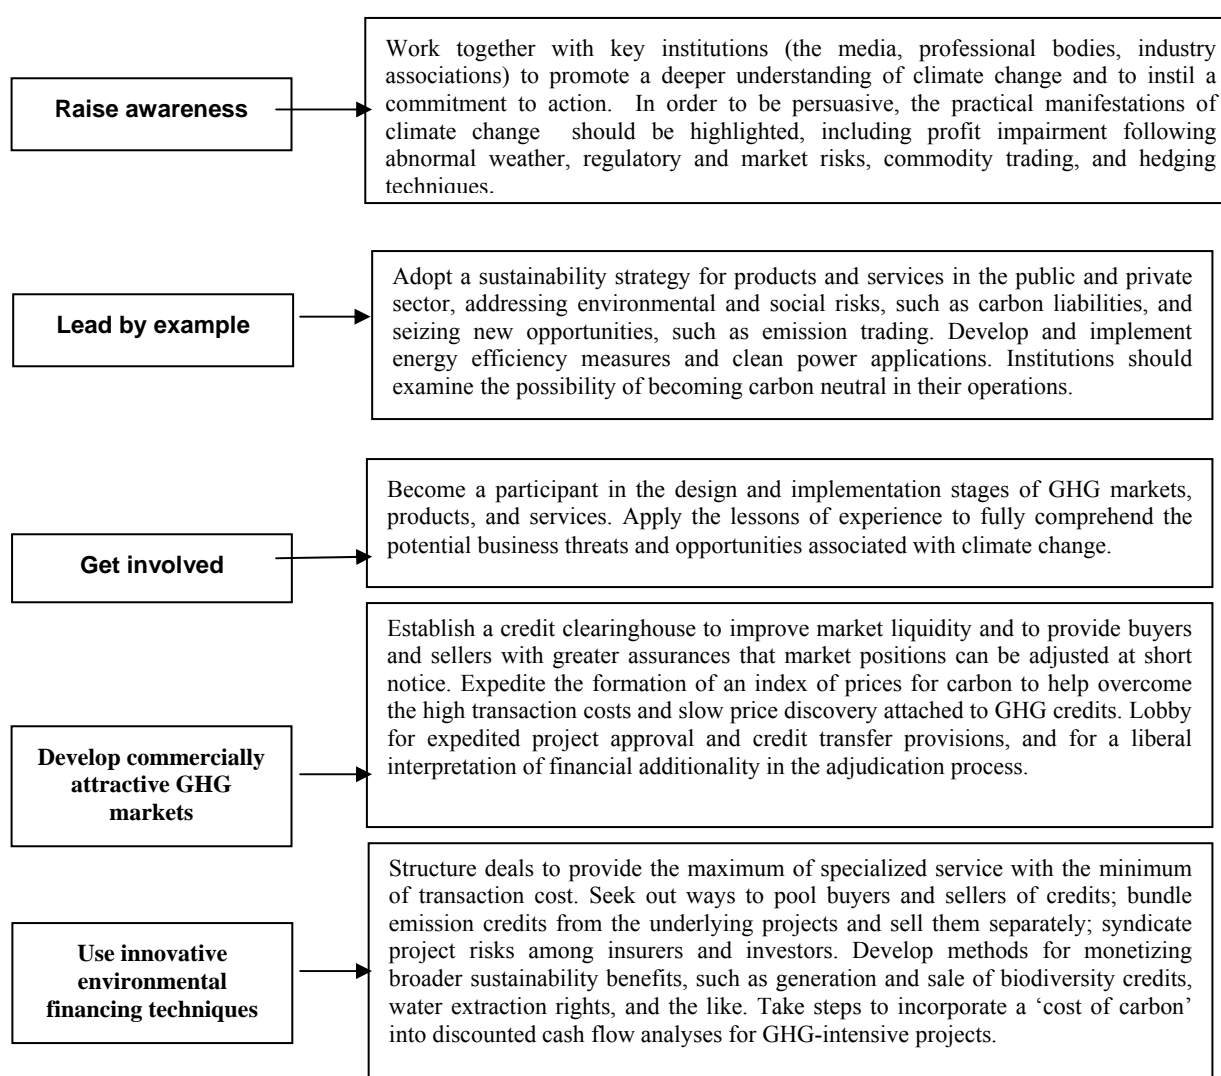 Raise awareness
Work together with key institutions (the media, professional bodies, industry
associations) to promote a deeper understanding of climate change and to instil a
commitment to action. In order to be persuasive, the practical manifestations of
climate change should be highlighted, including profit impairment following
abnormal weather, regulatory and market risks, commodity trading, and hedging
techniques.
Lead by example
Adopt a sustainability strategy for products and services in the public and private
sector, addressing environmental and social risks, such as carbon liabilities, and
seizing new opportunities, such as emission trading. Develop and implement
energy efficiency measures and clean power applications. Institutions should
examine the possibility of becoming carbon neutral in their operations.
Get involved
Become a participant in the design and implementation stages of GHG markets,
products, and services. Apply the lessons of experience to fully comprehend the
potential business threats and opportunities associated with climate change.
Develop commercially
attractive GHG
markets
Establish a credit clearinghouse to improve market liquidity and to provide buyers
and sellers with greater assurances that market positions can be adjusted at short
notice. Expedite the formation of an index of prices for carbon to help overcome
the high transaction costs and slow price discovery attached to GHG credits. Lobby
for expedited project approval and credit transfer provisions, and for a liberal
interpretation of financial additionality in the adjudication process.
Use innovative
environmental
financing techniques
Structure deals to provide the maximum of specialized service with the minimum
of transaction cost. Seek out ways to pool buyers and sellers of credits; bundle
emission credits from the underlying projects and sell them separately; syndicate
project risks among insurers and investors. Develop methods for monetizing
broader sustainability benefits, such as generation and sale of biodiversity credits,
water extraction rights, and the like. Take steps to incorporate a ‘cost of carbon’
into discounted cash flow analyses for GHG-intensive projects.